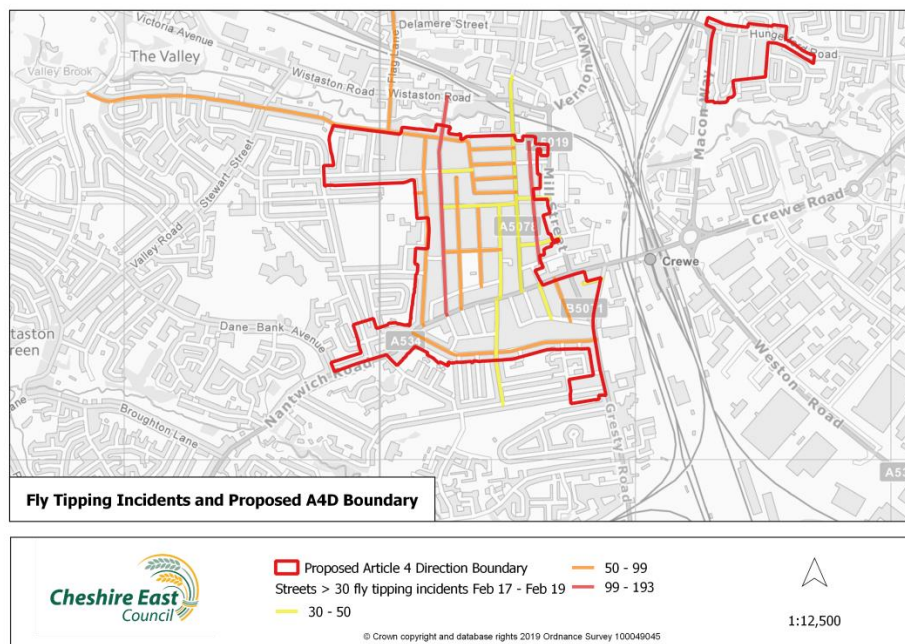 Victoria Avenue
Delamere Street
The Valley
Flag Lane
Vernon Way
Hungerford Road
Valley Brook
Wistaston Road
Wistaston Road
Macon Way
5019
Stewart Street
Mill Street
Crewe Road
A5078
Valley Road
Crewe
Dane Bank Avenue
B5071
istaston
Green
A534
Nantwich Road
Weston Road
Broughton Lane
Gresty Road
Fly Tipping Incidents and Proposed A4D Boundary
Cheshire East
Council
Proposed Article 4 Direction Boundary
Streets > 30 fly tipping incidents Feb 17 - Feb 19
30 - 50
50 - 99
99 - 193
1:12,500
© Crown copyright and database rights 2019 Ordnance Survey 100049045